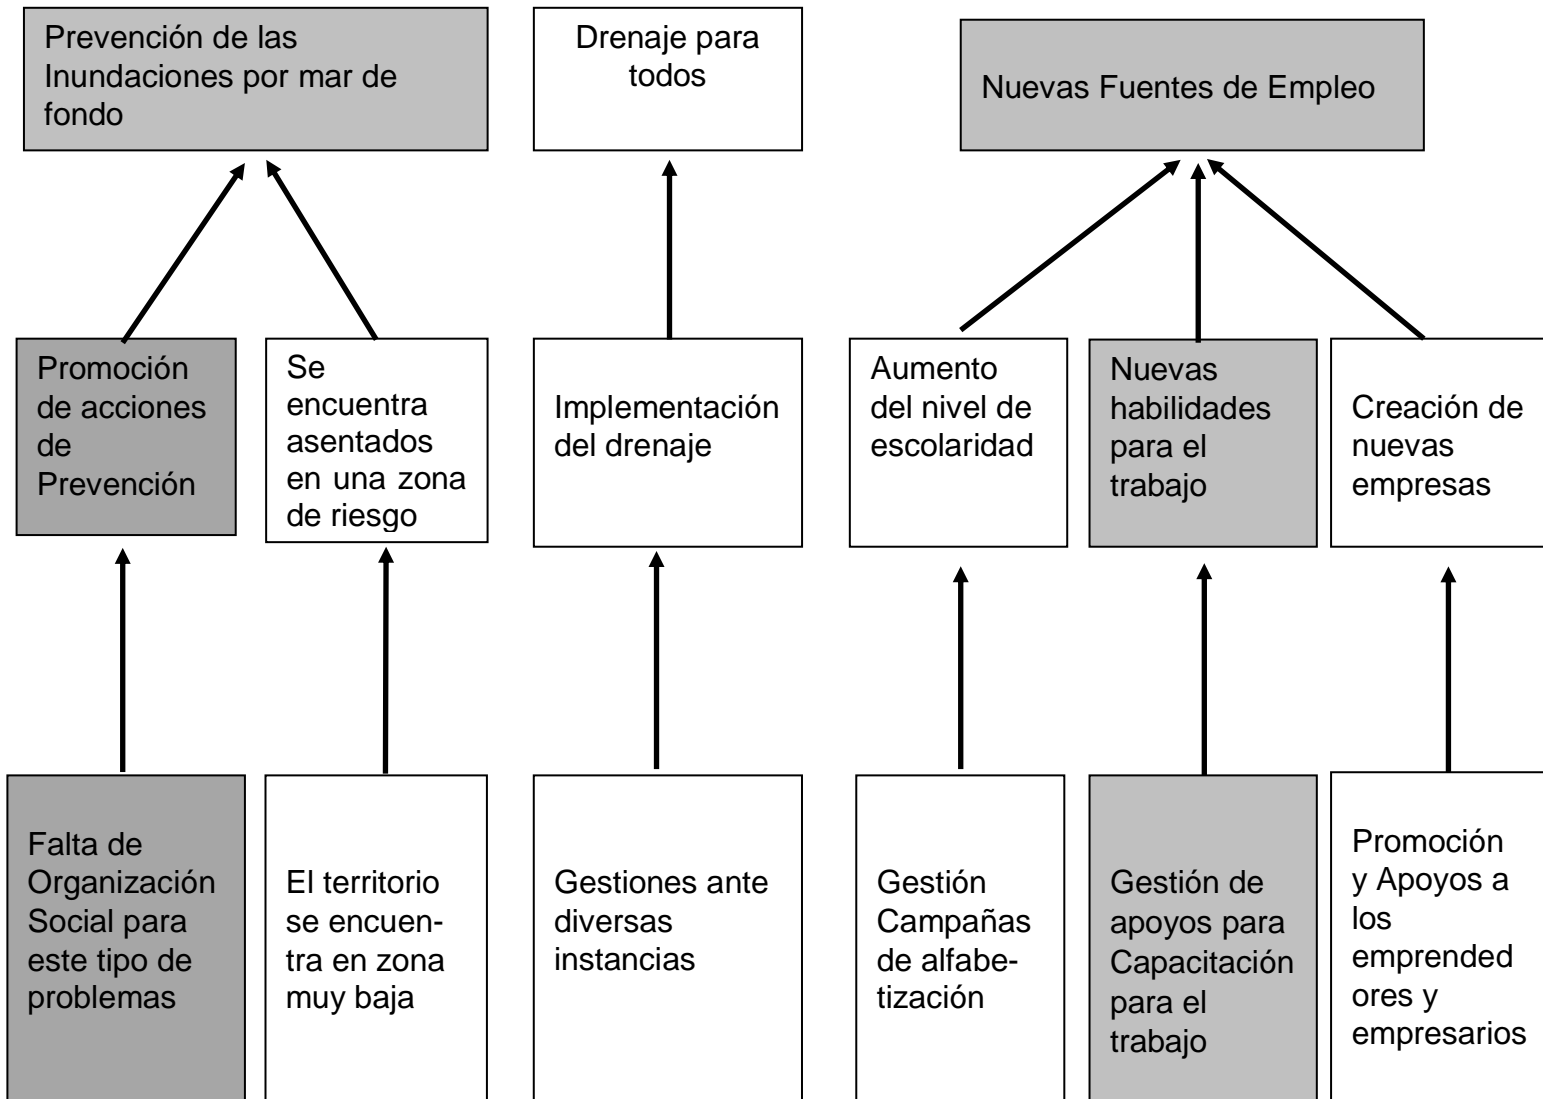 Prevención de las
Inundaciones por mar de
fondo
Drenaje para
todos
Nuevas Fuentes de Empleo
Promoción
de acciones
de
Prevención
Se
encuentra
asentados
en una zona
de riesgo
Implementación
del drenaje
Aumento
del nivel de
escolaridad
Nuevas
habilidades
para el
trabajo
Creación de
nuevas
empresas
Falta de
Organización
Social para
este tipo de
problemas
El territorio
se encuen-
tra en zona
muy baja
Gestiones ante
diversas
instancias
Gestión
Campañas
de alfabe-
tización
Gestión de
apoyos para
Capacitación
para el
trabajo
Promoción
y Apoyos a
los
emprended
ores y
empresarios